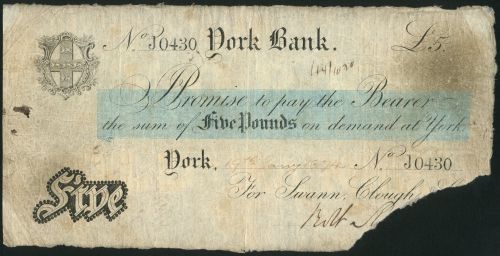 No J0430 York Bank. £5.
I Promise to pay the Bearer
the sum of Five Pounds on demand at York
York. No J0430
Five
For Swann, Clough